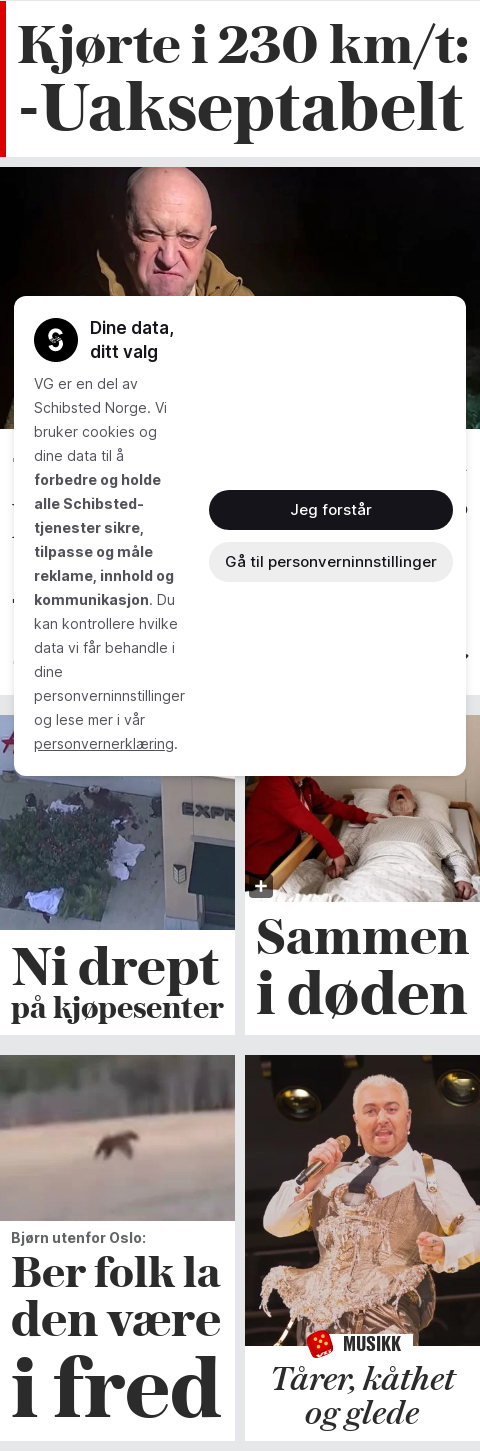 Kjørte i 230 km/t:
-Uakseptabelt
Dine data,
ditt valg
VG er en del av
Schibsted Norge. Vi
bruker cookies og
dine data til å
forbedre og holde
alle Schibsted-
tjenester sikre,
tilpasse og måle
reklame, innhold og
kommunikasjon. Du
kan kontrollere hvilke
data vi får behandle i
dine
personverninnstillinger
og lese mer i vår
personvernerklæring.
Jeg forstår
Gå til personverninnstillinger
Ni drept
på kjøpesenter
+
Sammen
i døden
Bjørn utenfor Oslo:
Ber folk la
den være
i fred
MUSIKK
Tårer, kåthet
og glede